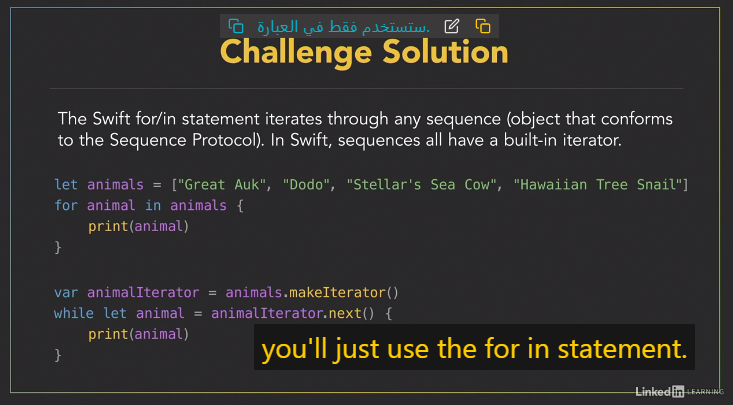 ستستخدم فقط في العبارة.
Challenge Solution
The Swift for/in statement iterates through any sequence (object that conforms
to the Sequence Protocol). In Swift, sequences all have a built-in iterator.
let animals = ["Great Auk", "Dodo", "Stellar's Sea Cow", "Hawaiian Tree Snail"]
for animal in animals {
    print(animal)
}
var animalIterator = animals.makeIterator()
while let animal = animalIterator.next() {
    print(animal)
}
you'll just use the for in statement.
Linked in LEARNING